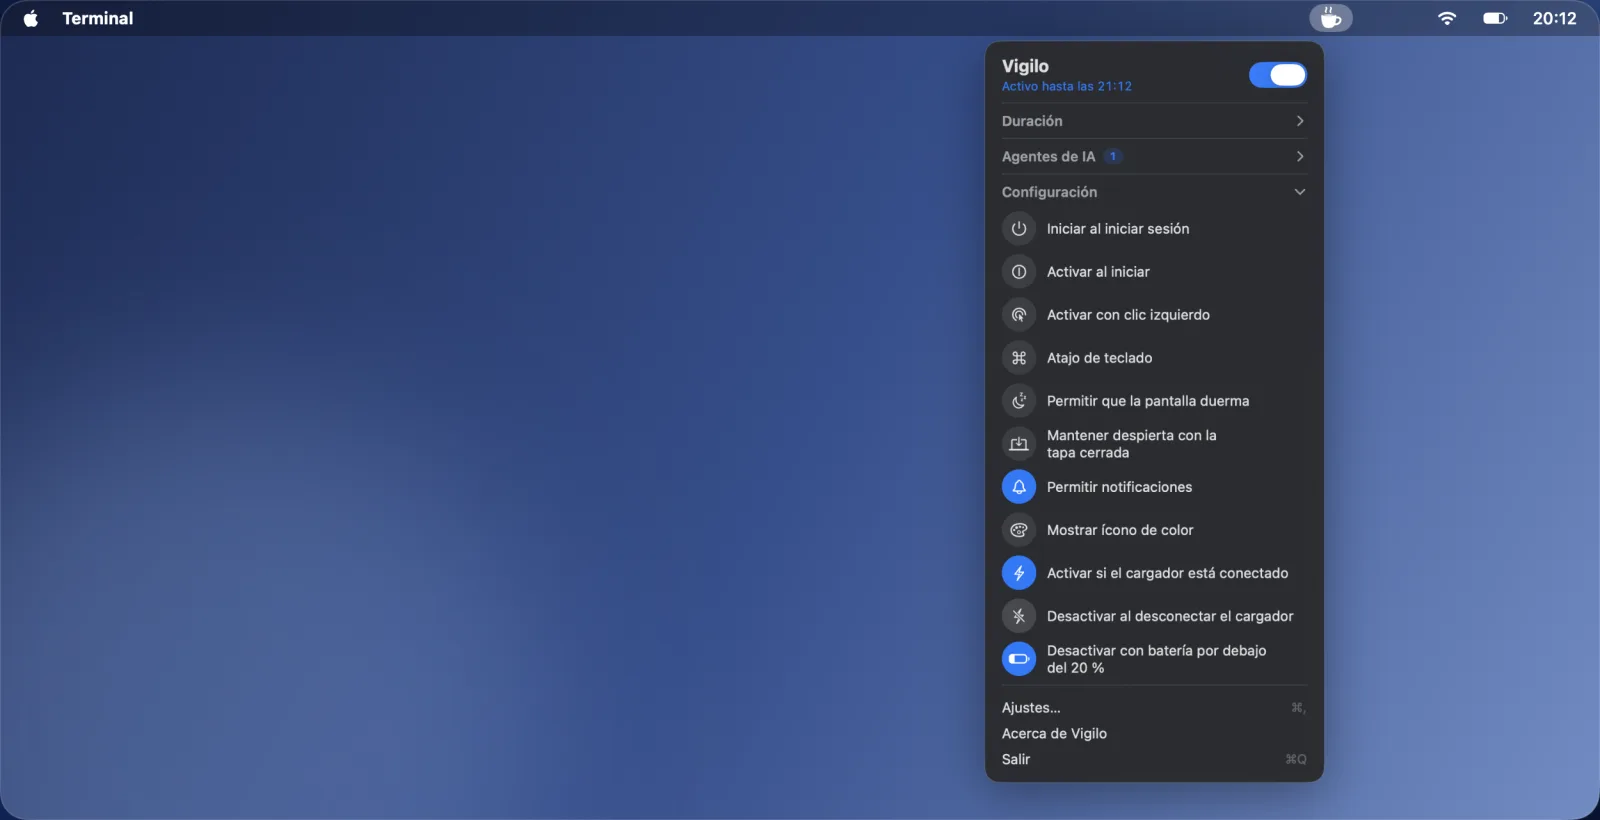 Terminal
20:12
Vigilo
Activo hasta las 21:12
Duración
Agentes de IA 1
Configuración
Iniciar al iniciar sesión
Activar al iniciar
Activar con clic izquierdo
Atajo de teclado
Permitir que la pantalla duerma
Mantener despierta con la
tapa cerrada
Permitir notificaciones
Mostrar ícono de color
Activar si el cargador está conectado
Desactivar al desconectar el cargador
Desactivar con batería por debajo
del 20 %
Ajustes... ⌘,
Acerca de Vigilo
Salir ⌘Q